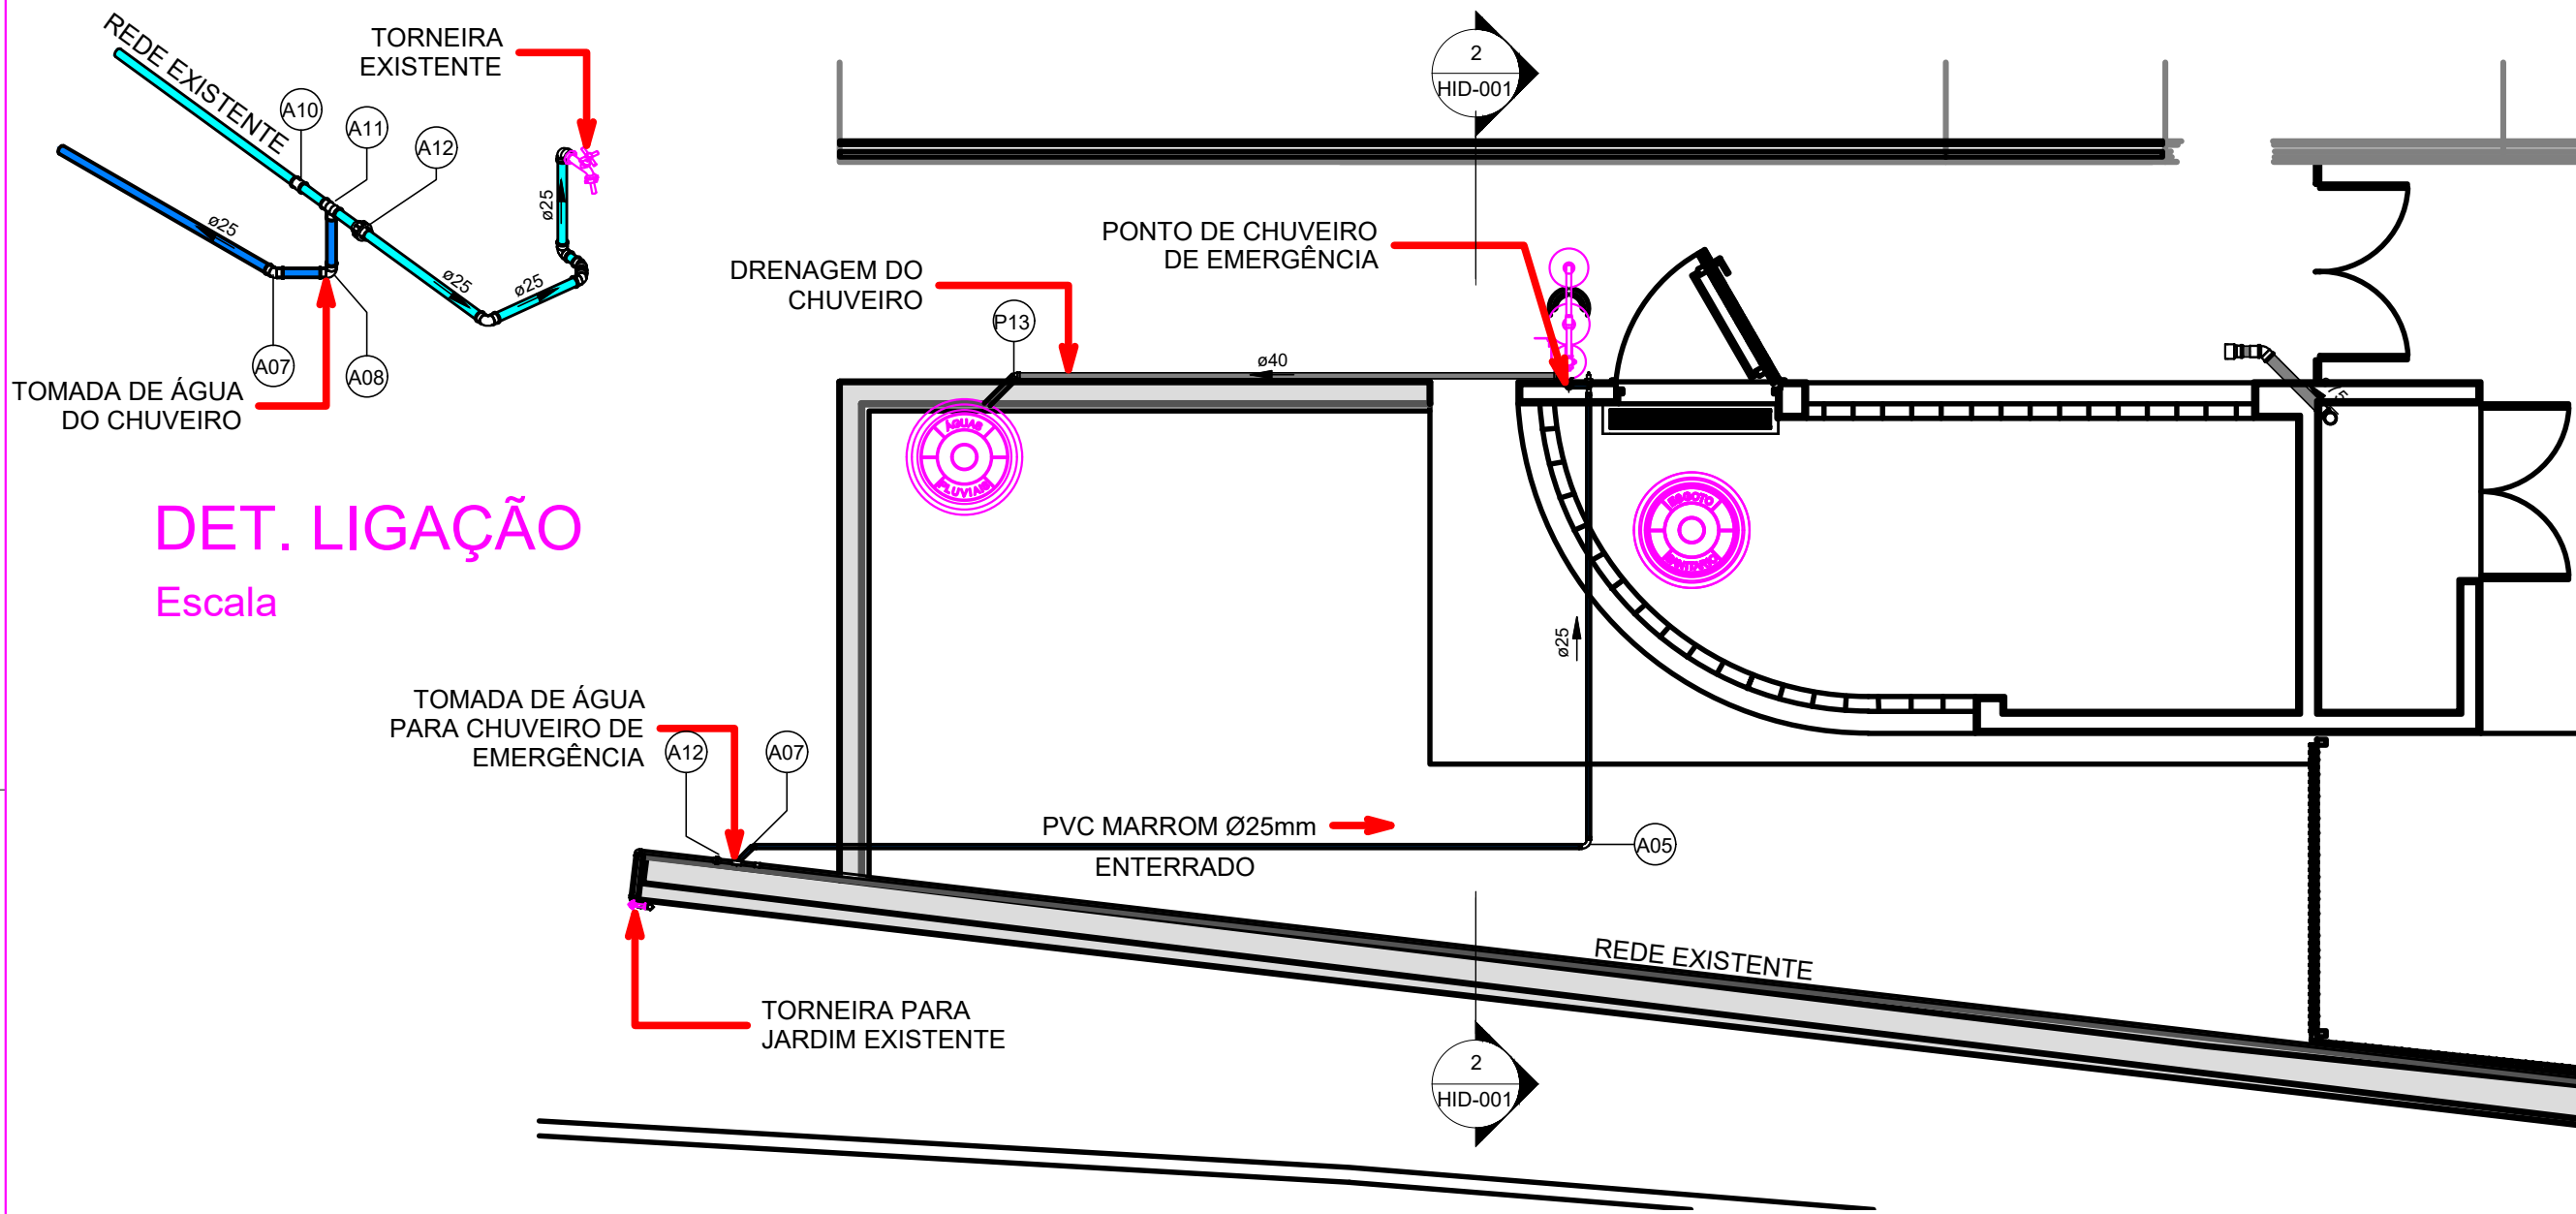 REDE EXISTENTE
TORNEIRA
EXISTENTE
A10
A11
A12
ø25
ø25
ø25
ø25
A07
A08
TOMADA DE ÁGUA
DO CHUVEIRO
DET. LIGAÇÃO
Escala
2
HID-001
PONTO DE CHUVEIRO
DE EMERGÊNCIA
DRENAGEM DO
CHUVEIRO
P13
ø40
ÁGUAS
PLUVIAIS
ESGOTO
ø25
TOMADA DE ÁGUA
PARA CHUVEIRO DE
EMERGÊNCIA
A12
A07
PVC MARROM Ø25mm
ENTERRADO
A05
REDE EXISTENTE
TORNEIRA PARA
JARDIM EXISTENTE
2
HID-001